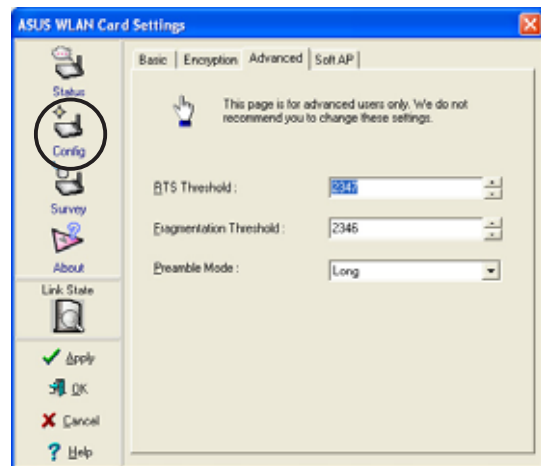 ASUS WLAN Card Settings
Status
Config
Survey
About
Link State
Apply
OK
Cancel
Help
Basic
Encryption
Advanced
Soft AP
This page is for advanced users only. We do not
recommend you to change these settings.
RTS Threshold :
2347
Fragmentation Threshold :
2346
Preamble Mode :
Long